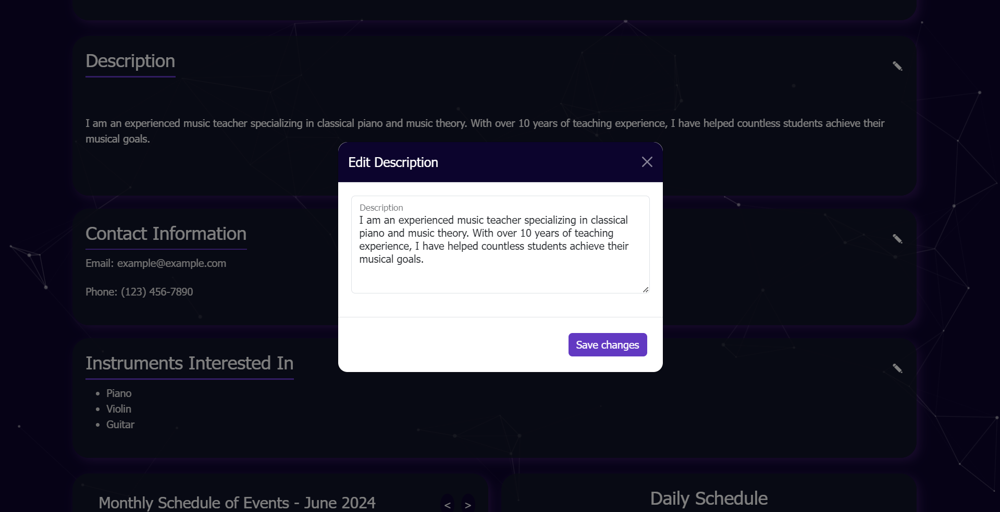 Description
I am an experienced music teacher specializing in classical piano and music theory. With over 10 years of teaching experience, I have helped countless students achieve their
musical goals.
Edit Description
Description
I am an experienced music teacher specializing in classical
piano and music theory. With over 10 years of teaching
experience, I have helped countless students achieve their
musical goals.
Save changes
Contact Information
Email: example@example.com
Phone: (123) 456-7890
Instruments Interested In
• Piano
• Violin
• Guitar
Monthly Schedule of Events - June 2024
< >
Daily Schedule